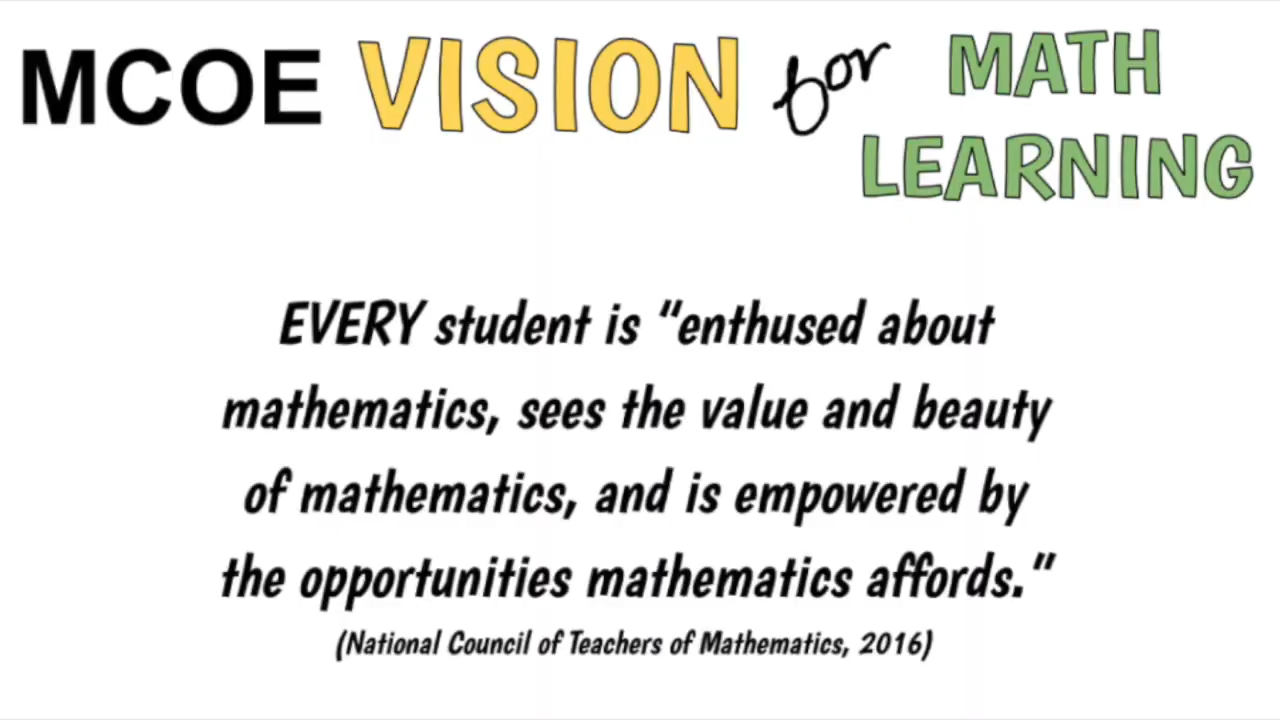 MCOE VISION for MATH
LEARNING
EVERY student is “enthused about
mathematics, sees the value and beauty
of mathematics, and is empowered by
the opportunities mathematics affords.”
(National Council of Teachers of Mathematics, 2016)